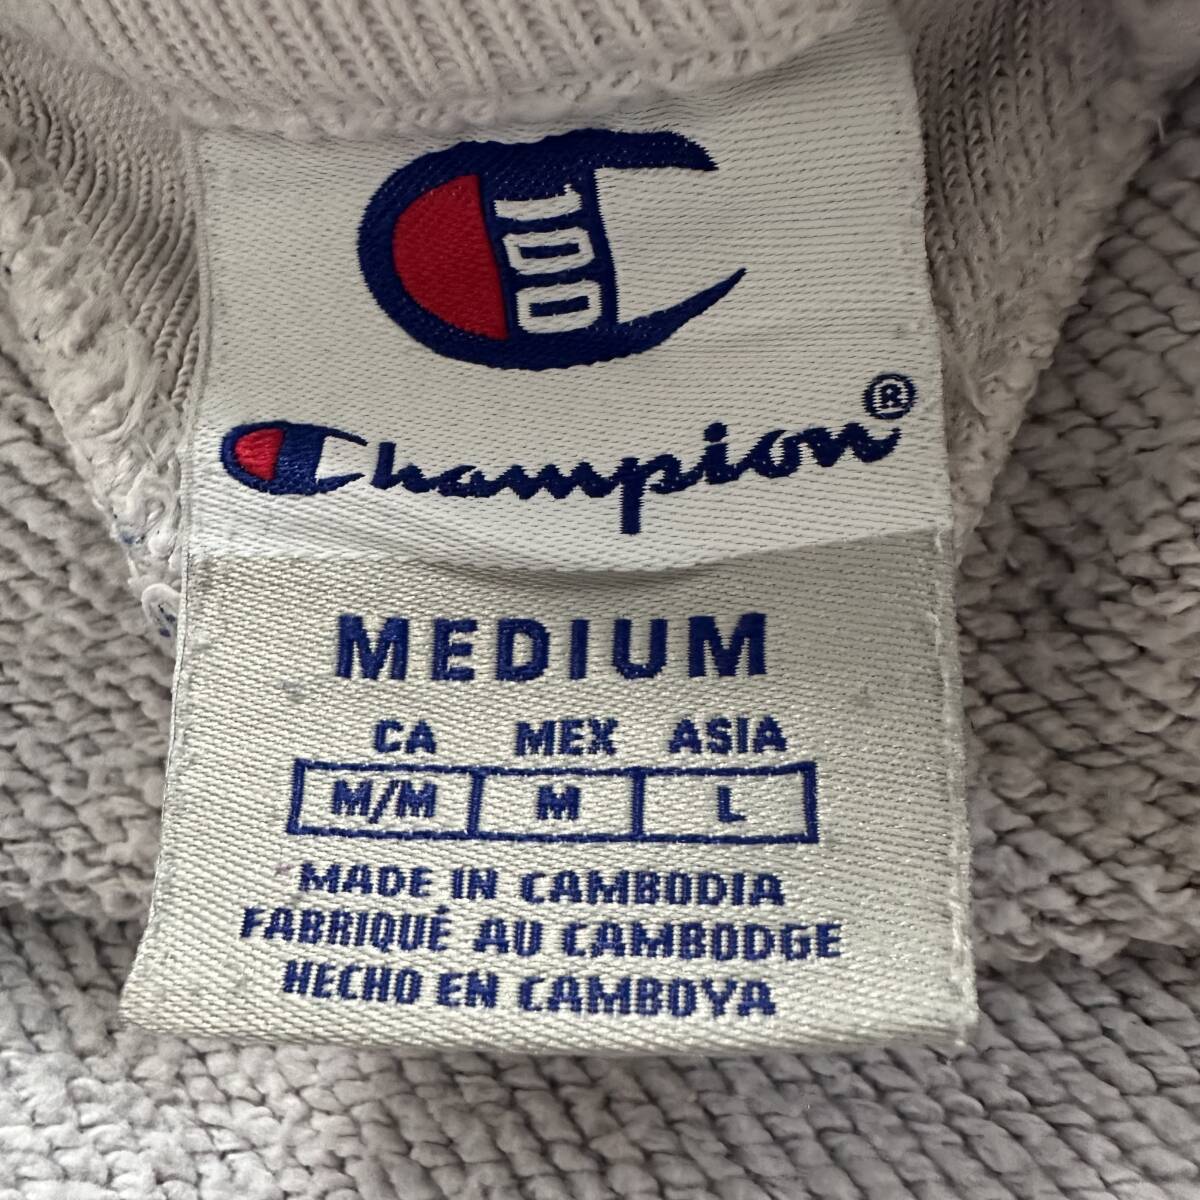 100
Champion®
MEDIUM
CA MEX ASIA
M/M M L
MADE IN CAMBODIA
FABRIQUÉ AU CAMBODGE
HECHO EN CAMBOYA